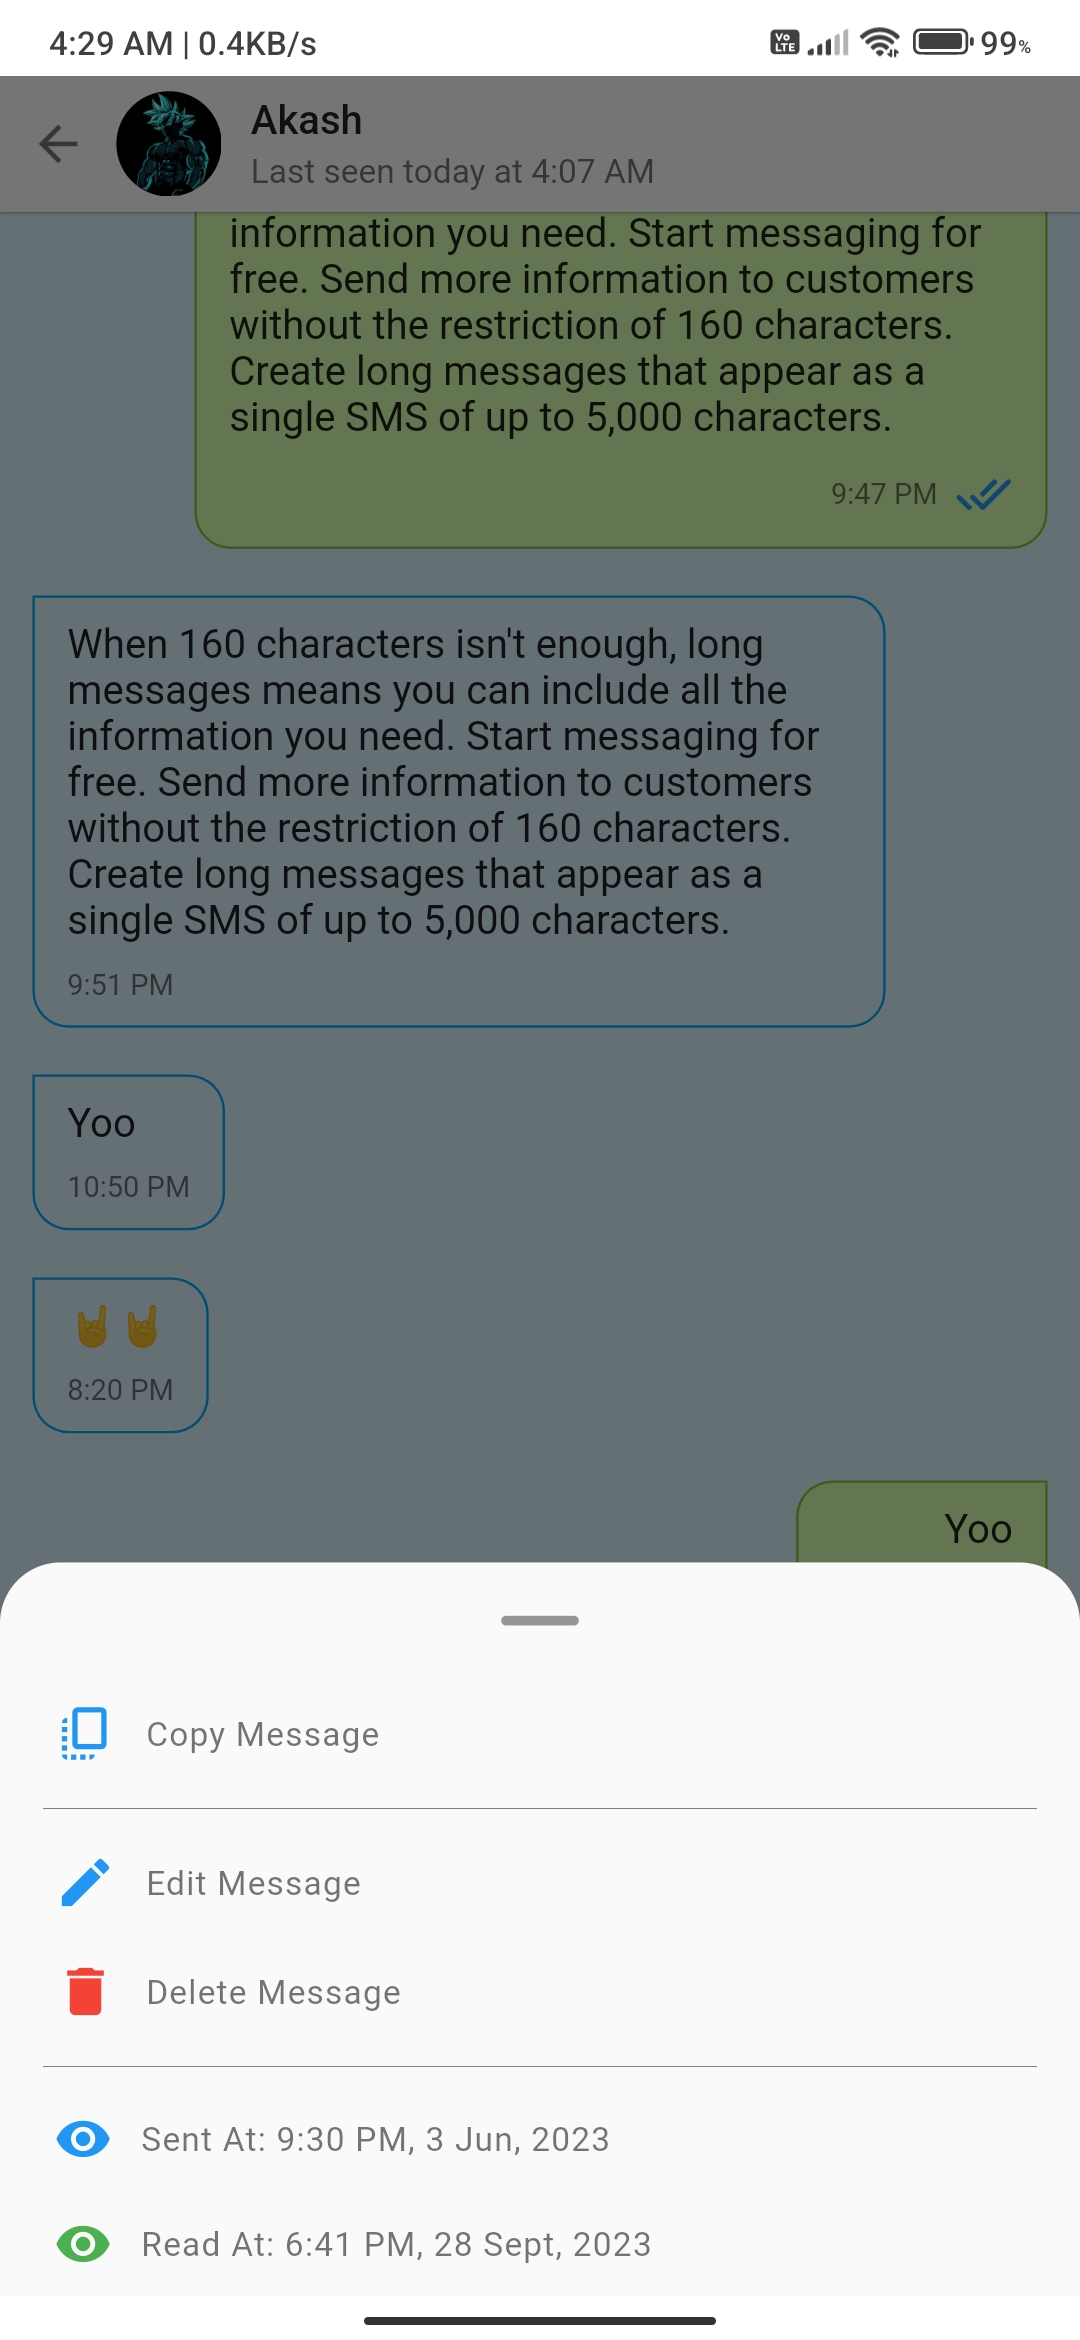 4:29 AM | 0.4KB/s
Vo LTE
99%
Akash
Last seen today at 4:07 AM
information you need. Start messaging for
free. Send more information to customers
without the restriction of 160 characters.
Create long messages that appear as a
single SMS of up to 5,000 characters.
9:47 PM
When 160 characters isn't enough, long
messages means you can include all the
information you need. Start messaging for
free. Send more information to customers
without the restriction of 160 characters.
Create long messages that appear as a
single SMS of up to 5,000 characters.
9:51 PM
Yoo
10:50 PM
🤘🤘
8:20 PM
Yoo
Copy Message
Edit Message
Delete Message
Sent At: 9:30 PM, 3 Jun, 2023
Read At: 6:41 PM, 28 Sept, 2023